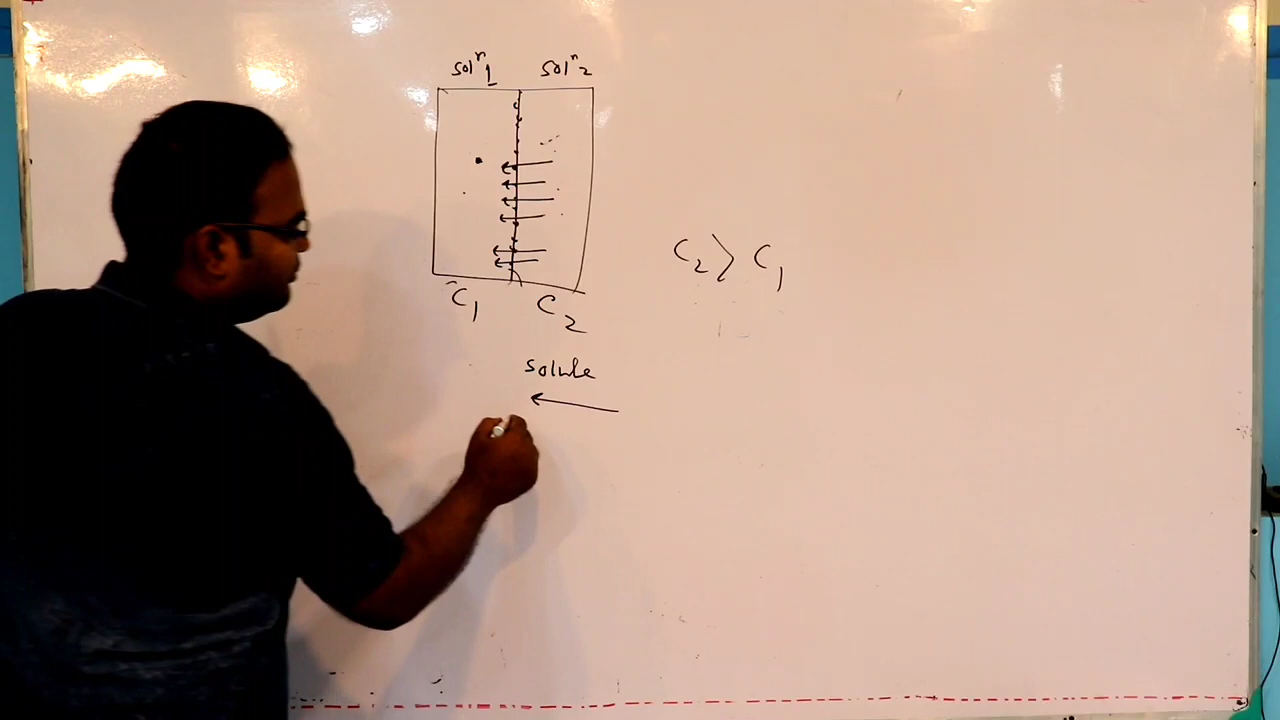 solⁿ1 solⁿ2
C₂ > C₁
C₁ C₂
solute